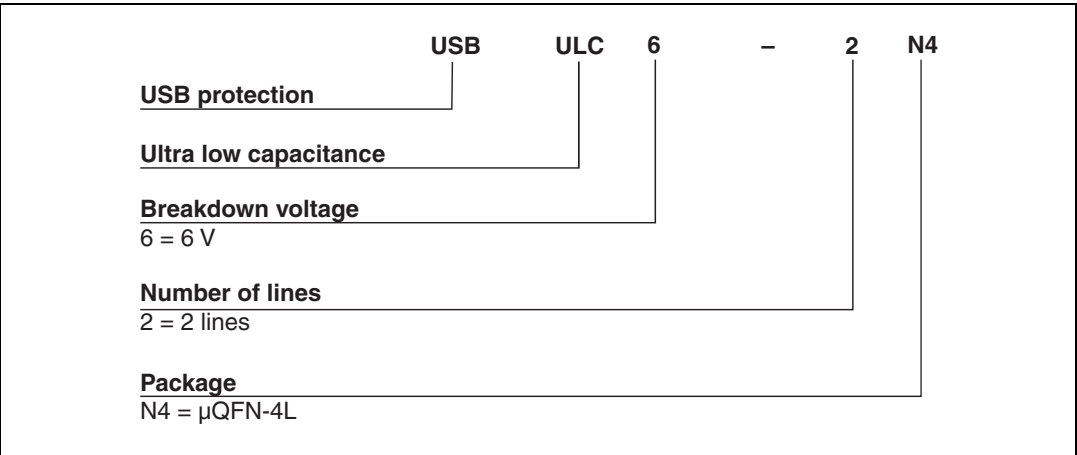 USB ULC 6 – 2 N4
USB protection
Ultra low capacitance
Breakdown voltage
6 = 6 V
Number of lines
2 = 2 lines
Package
N4 = µQFN-4L